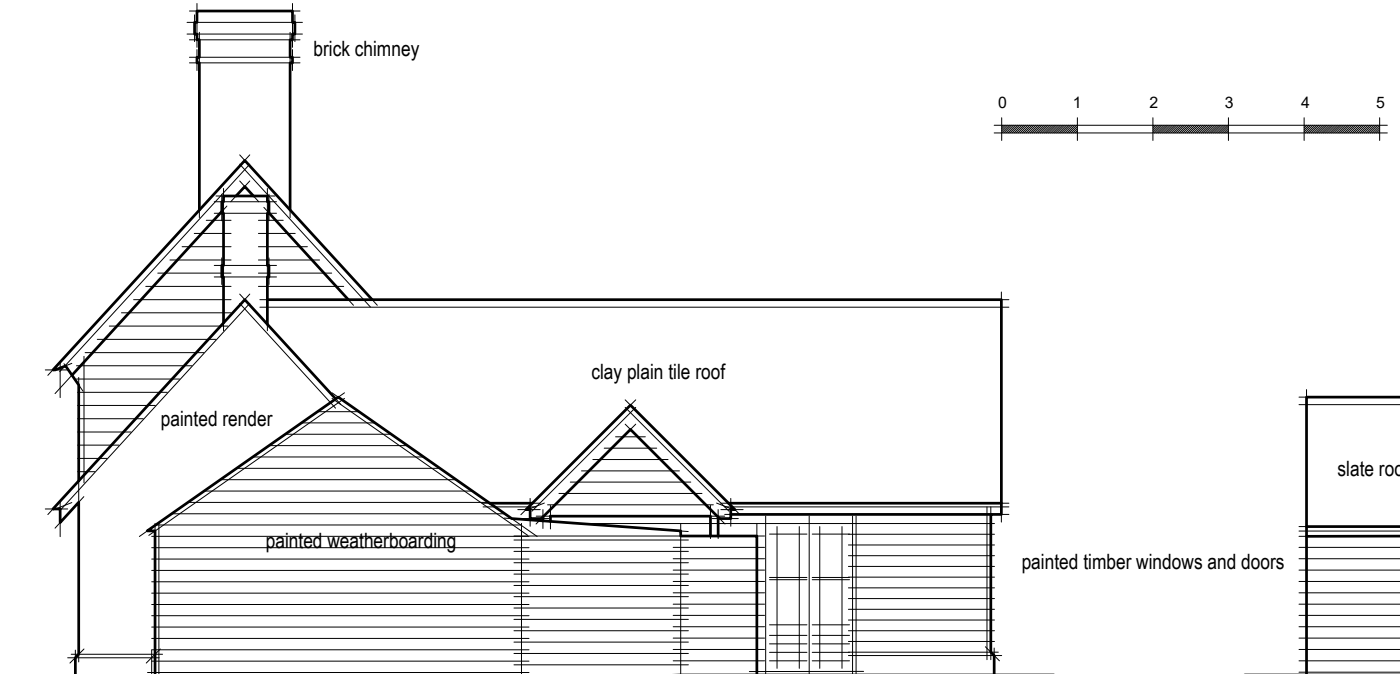 brick chimney
0 1 2 3 4 5
clay plain tile roof
painted render
slate
painted weatherboarding
painted timber windows and doors